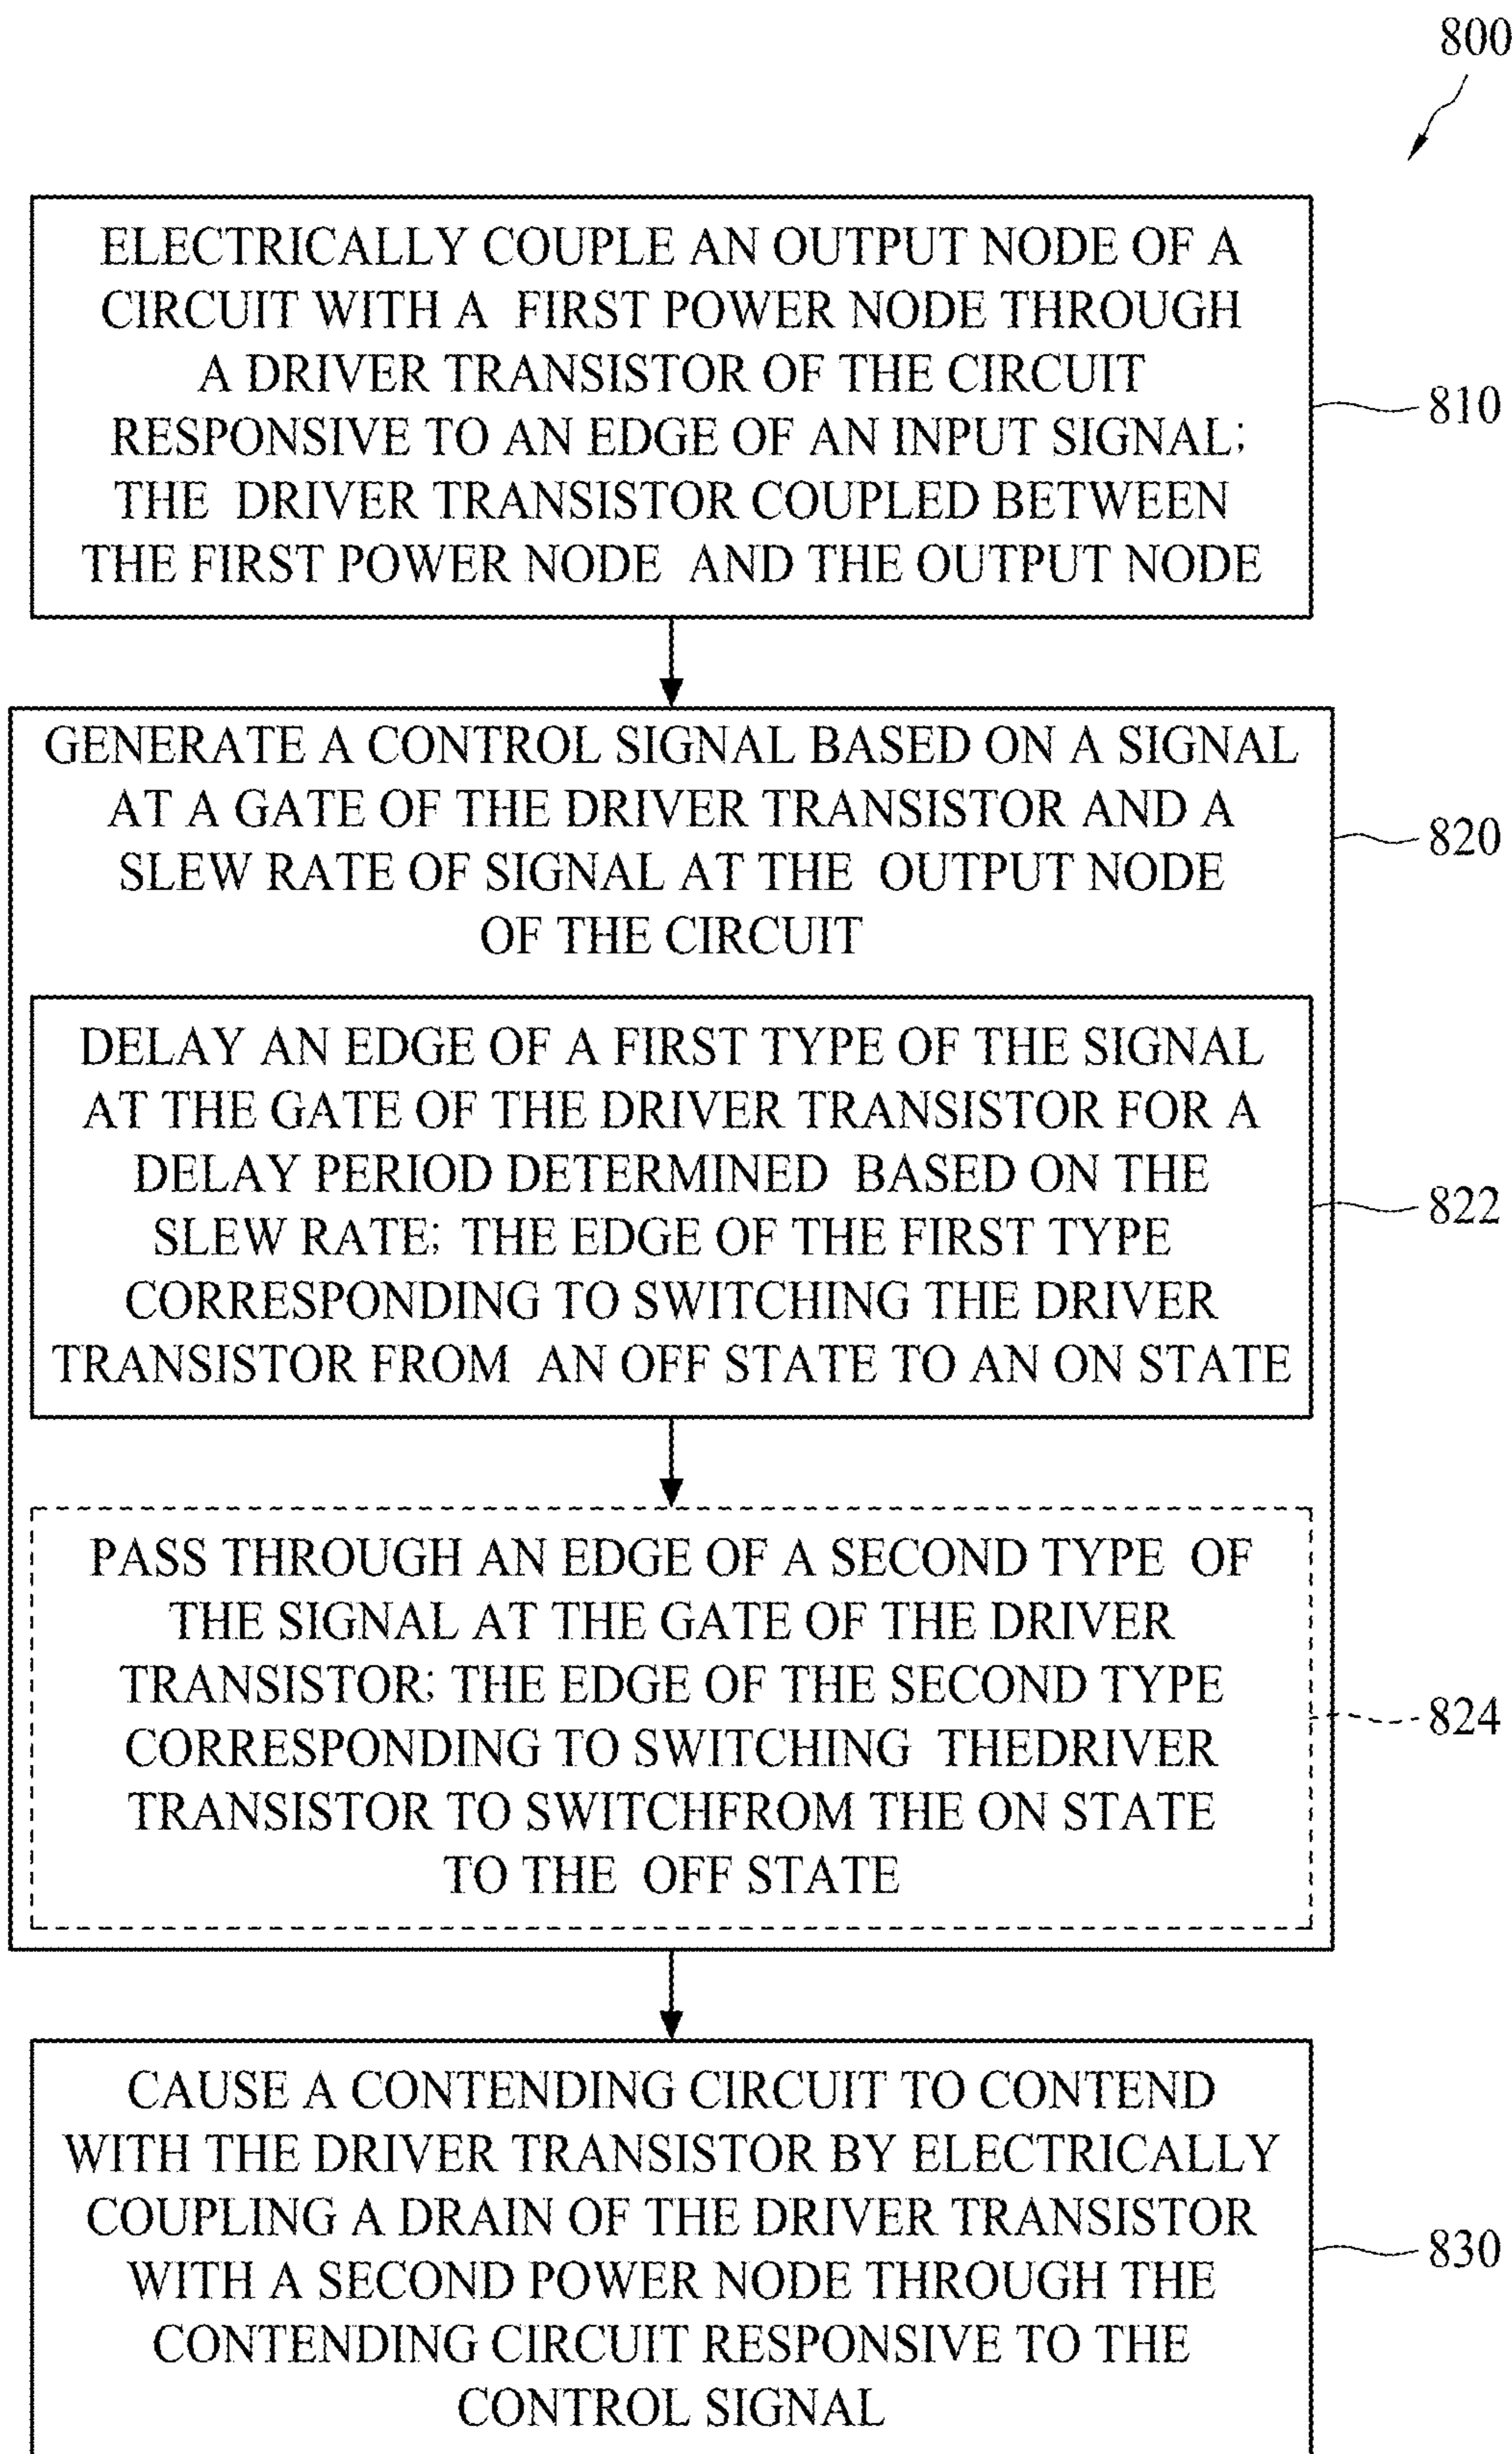 800
ELECTRICALLY COUPLE AN OUTPUT NODE OF A
CIRCUIT WITH A FIRST POWER NODE THROUGH
A DRIVER TRANSISTOR OF THE CIRCUIT
RESPONSIVE TO AN EDGE OF AN INPUT SIGNAL;
THE DRIVER TRANSISTOR COUPLED BETWEEN
THE FIRST POWER NODE AND THE OUTPUT NODE
810
GENERATE A CONTROL SIGNAL BASED ON A SIGNAL
AT A GATE OF THE DRIVER TRANSISTOR AND A
SLEW RATE OF SIGNAL AT THE OUTPUT NODE
OF THE CIRCUIT
820
DELAY AN EDGE OF A FIRST TYPE OF THE SIGNAL
AT THE GATE OF THE DRIVER TRANSISTOR FOR A
DELAY PERIOD DETERMINED BASED ON THE
SLEW RATE; THE EDGE OF THE FIRST TYPE
CORRESPONDING TO SWITCHING THE DRIVER
TRANSISTOR FROM AN OFF STATE TO AN ON STATE
822
PASS THROUGH AN EDGE OF A SECOND TYPE OF
THE SIGNAL AT THE GATE OF THE DRIVER
TRANSISTOR; THE EDGE OF THE SECOND TYPE
CORRESPONDING TO SWITCHING THEDRIVER
TRANSISTOR TO SWITCHFROM THE ON STATE
TO THE OFF STATE
824
CAUSE A CONTENDING CIRCUIT TO CONTEND
WITH THE DRIVER TRANSISTOR BY ELECTRICALLY
COUPLING A DRAIN OF THE DRIVER TRANSISTOR
WITH A SECOND POWER NODE THROUGH THE
CONTENDING CIRCUIT RESPONSIVE TO THE
CONTROL SIGNAL
830